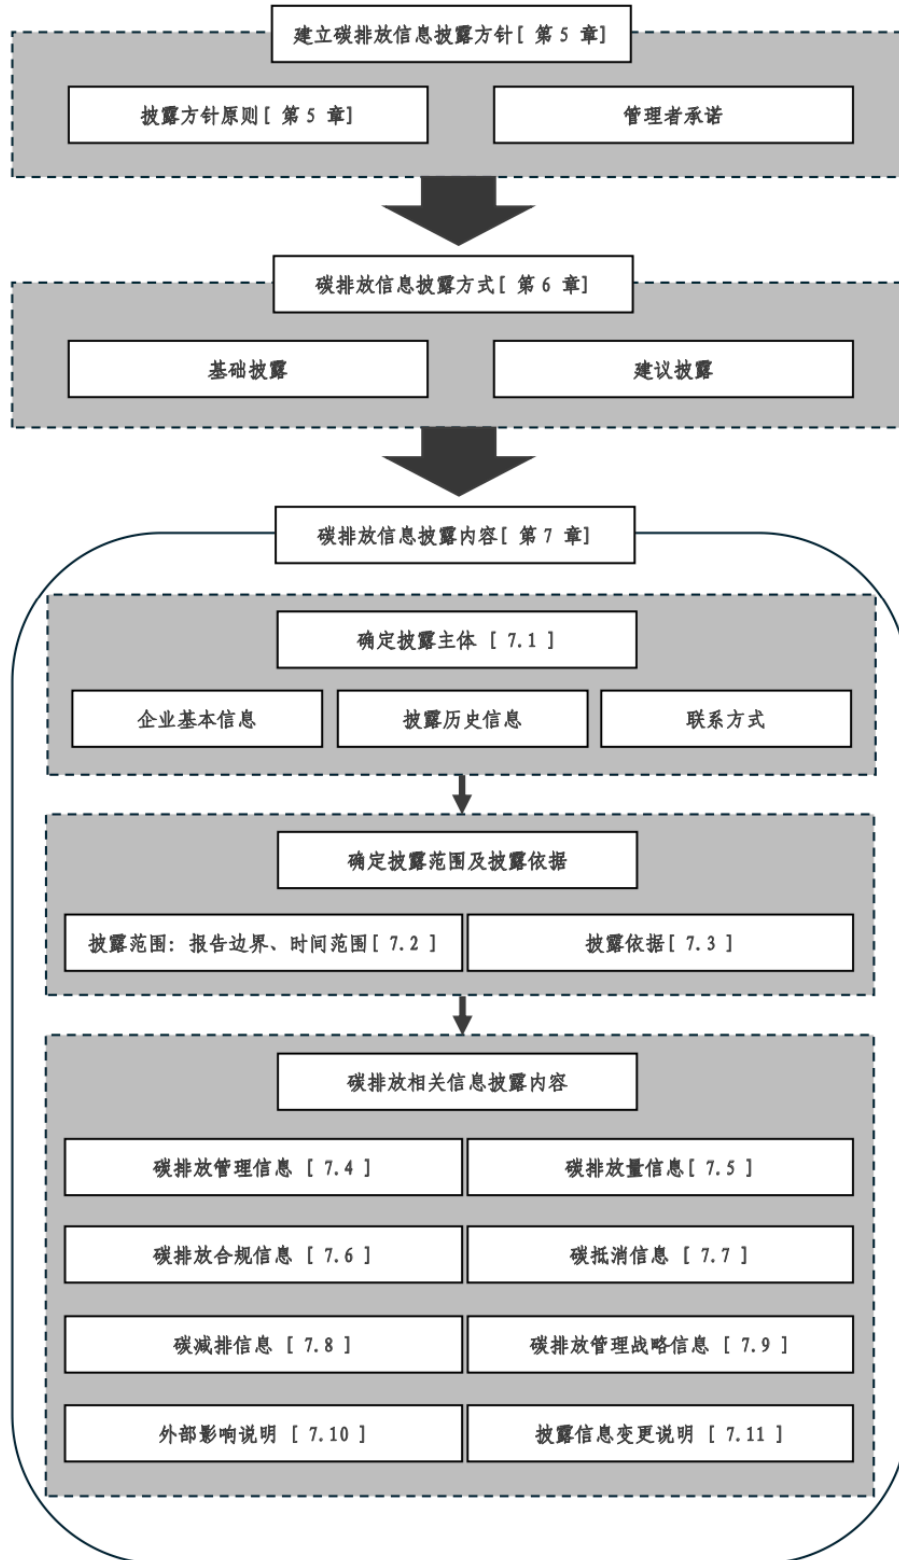 建立碳排放信息披露方针[ 第 5 章]
披露方针原则[ 第 5 章]
管理者承诺
碳排放信息披露方式[ 第 6 章]
基础披露
建议披露
碳排放信息披露内容[ 第 7 章]
确定披露主体 [ 7.1 ]
企业基本信息
披露历史信息
联系方式
确定披露范围及披露依据
披露范围: 报告边界、时间范围[ 7.2 ]
披露依据[ 7.3 ]
碳排放相关信息披露内容
碳排放管理信息 [ 7.4 ]
碳排放量信息[ 7.5 ]
碳排放合规信息 [ 7.6 ]
碳抵消信息 [ 7.7 ]
碳减排信息 [ 7.8 ]
碳排放管理战略信息 [ 7.9 ]
外部影响说明 [ 7.10 ]
披露信息变更说明 [ 7.11 ]